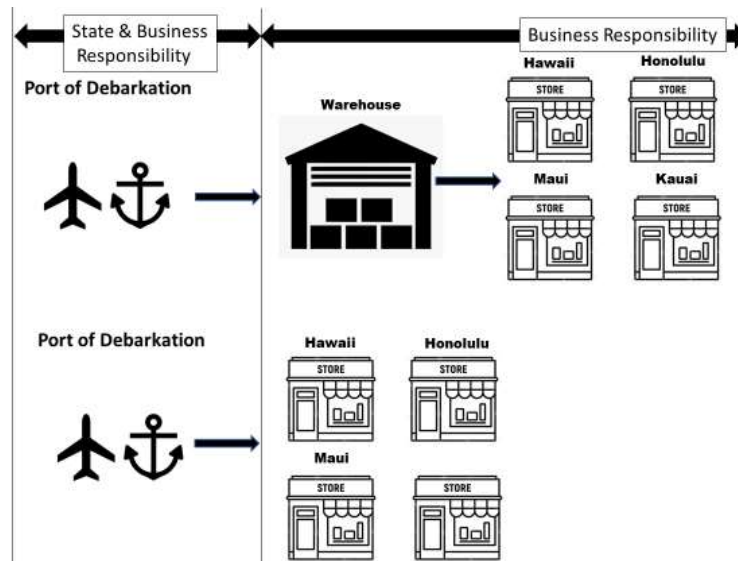 State & Business
Responsibility
Business Responsibility
Port of Debarkation
Warehouse
Hawaii
Honolulu
STORE
STORE
Maui
Kauai
STORE
STORE
Port of Debarkation
Hawaii
Honolulu
STORE
STORE
Maui
STORE
STORE